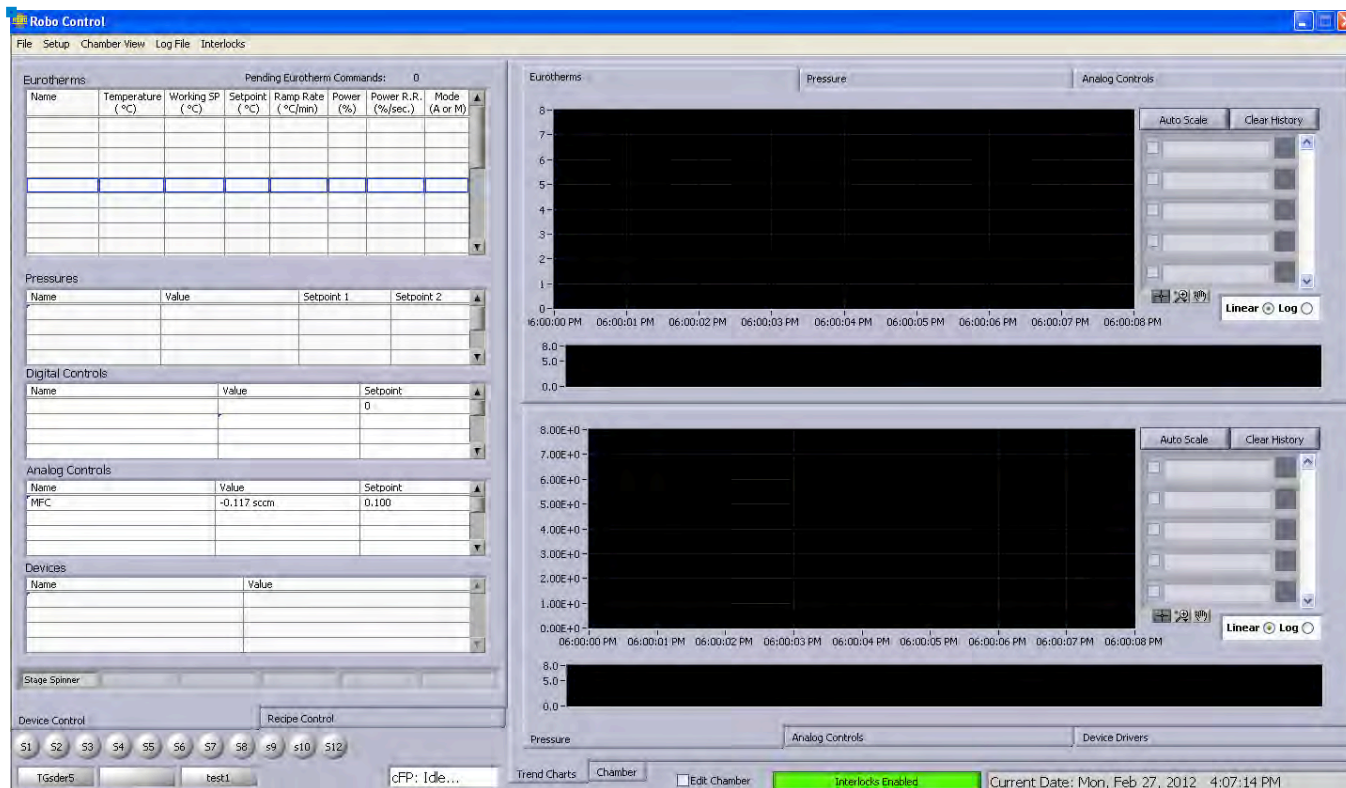 Robo Control
File Setup Chamber View Log File Interlocks
Eurotherms Pending Eurotherm Commands: 0
Name Temperature (°C) Working SP (°C) Setpoint (°C) Ramp Rate (°C/min) Power (%) Power R.R. (%/sec.) Mode (A or M)
Pressures
Name Value Setpoint 1 Setpoint 2
Digital Controls
Name Value Setpoint
0
Analog Controls
Name Value Setpoint
MFC -0.117 sccm 0.100
Devices
Name Value
Stage Spinner
Device Control Recipe Control
S1 S2 S3 S4 S5 S6 S7 S8 s9 s10 S12
TGsder5 test1 cFP: Idle...
Eurotherms Pressure Analog Controls
8
7
6
5
4
3
2
1
0
06:00:00 PM 06:00:01 PM 06:00:02 PM 06:00:03 PM 06:00:04 PM 06:00:05 PM 06:00:06 PM 06:00:07 PM 06:00:08 PM
Auto Scale Clear History
Linear Log
8.0
5.0
0.0
8.00E+0
7.00E+0
6.00E+0
5.00E+0
4.00E+0
3.00E+0
2.00E+0
1.00E+0
0.00E+0
06:00:00 PM 06:00:01 PM 06:00:02 PM 06:00:03 PM 06:00:04 PM 06:00:05 PM 06:00:06 PM 06:00:07 PM 06:00:08 PM
Auto Scale Clear History
Linear Log
8.0
5.0
0.0
Pressure Analog Controls Device Drivers
Trend Charts Chamber
Edit Chamber Interlocks Enabled Current Date: Mon, Feb 27, 2012 4:07:14 PM